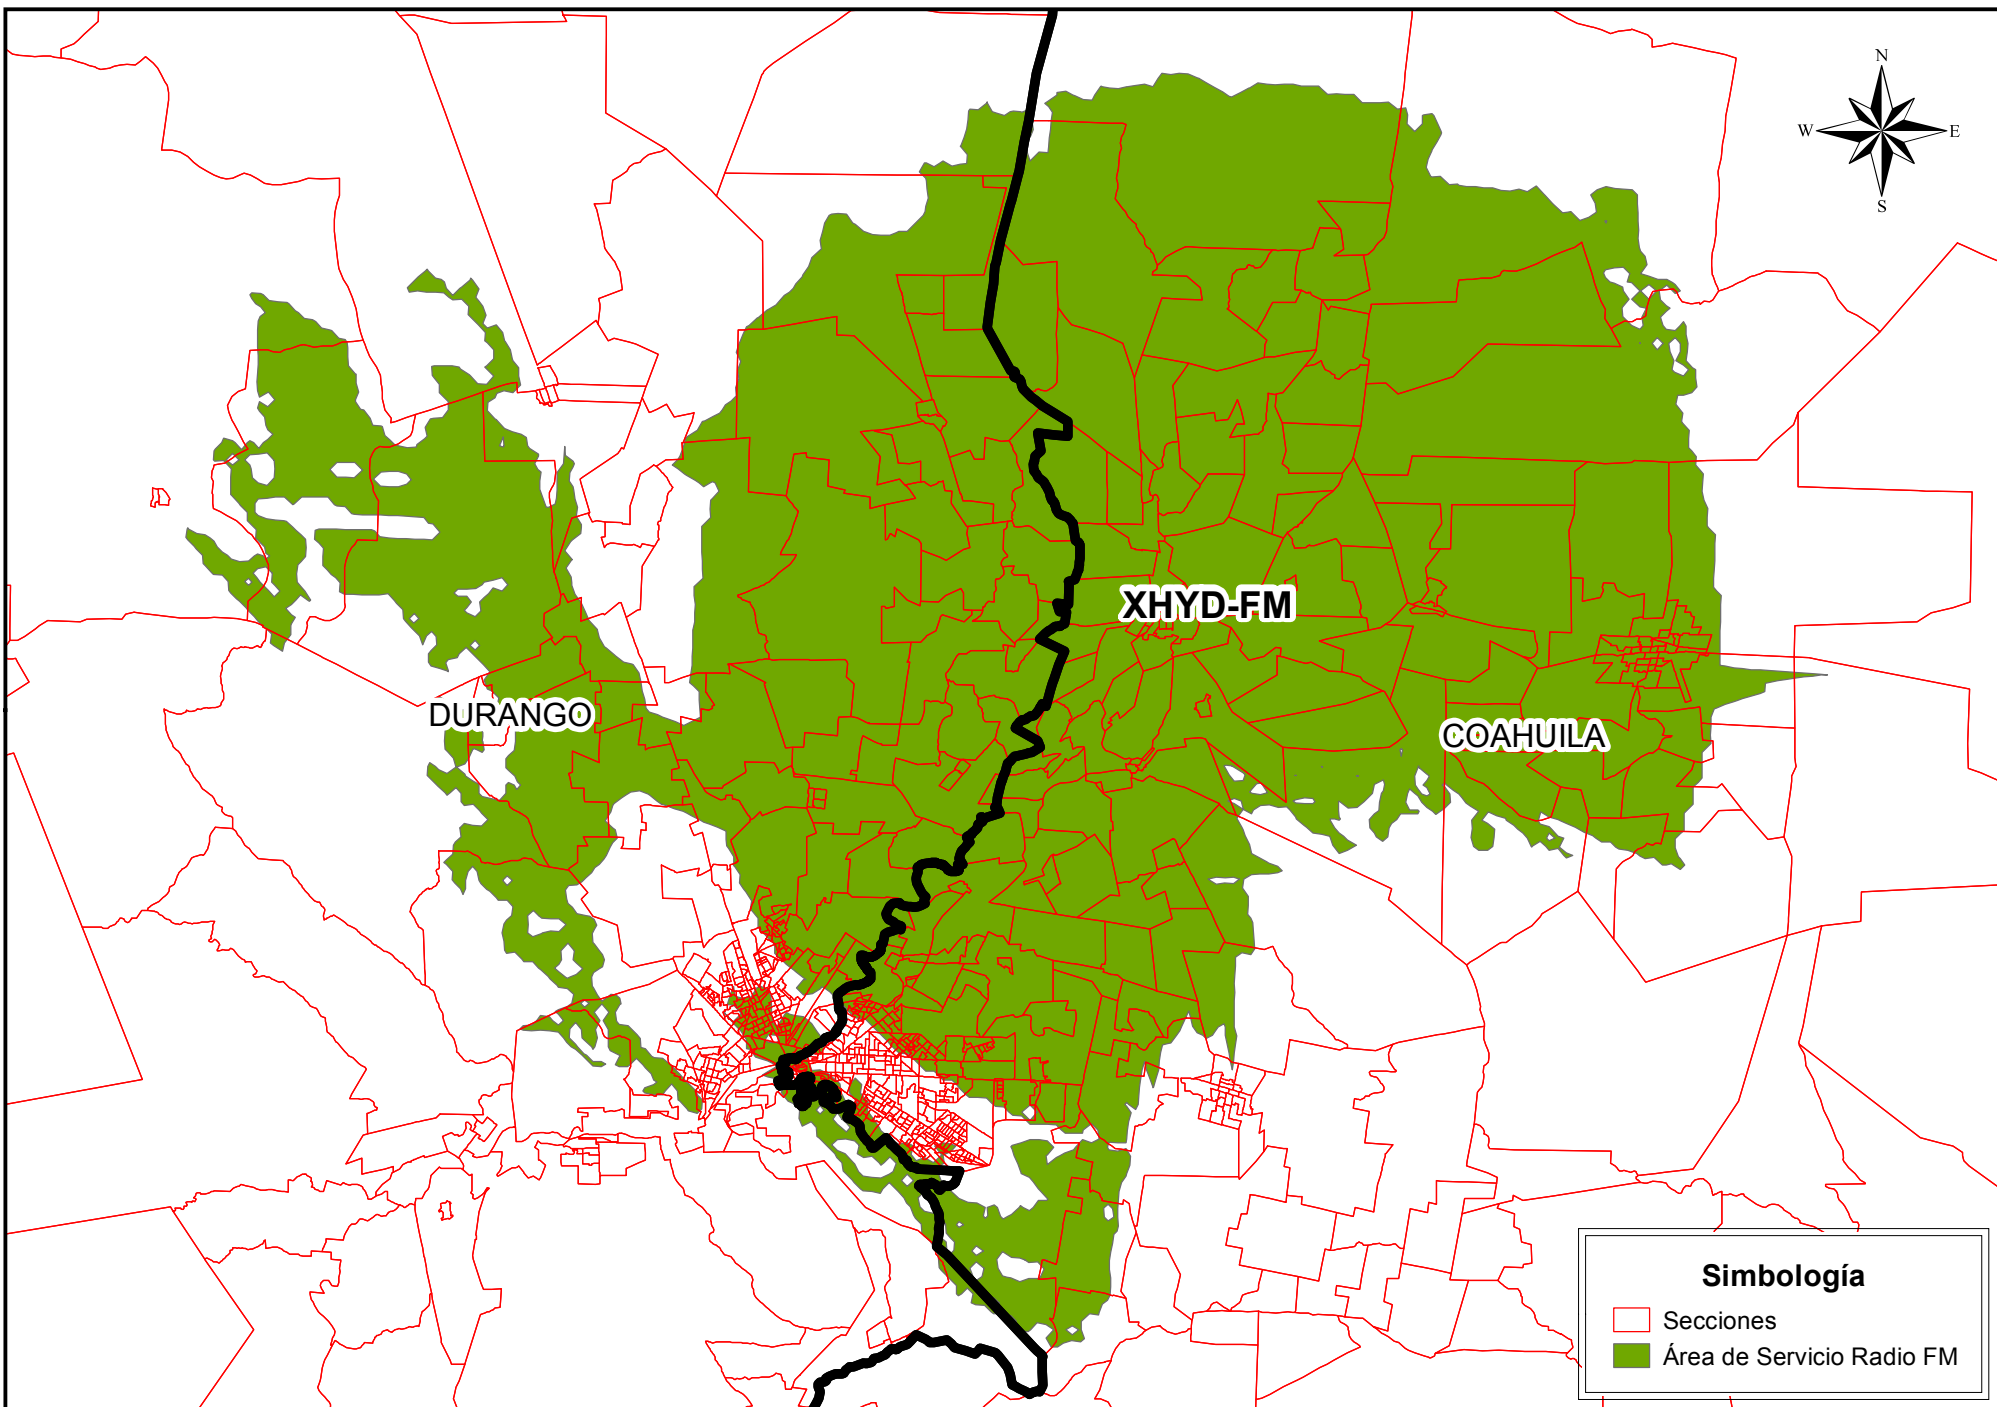 N
W E
S
XHYD-FM
DURANGO
COAHUILA
Simbología
Secciones
Área de Servicio Radio FM